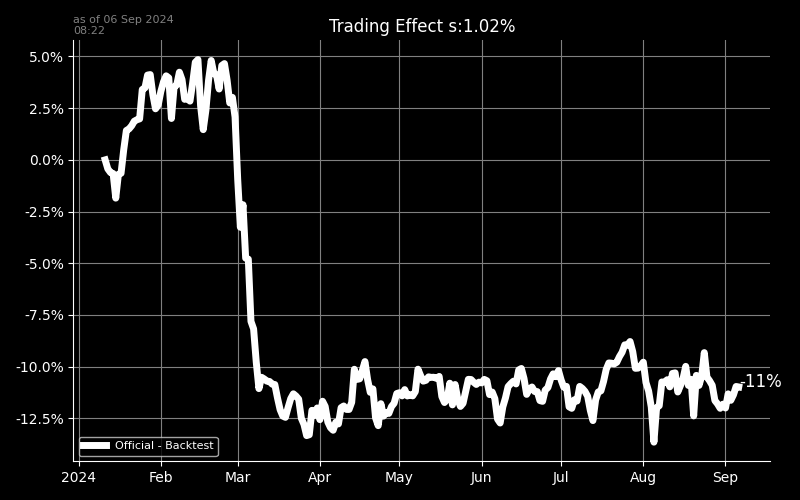 as of 06 Sep 2024
08:22
Trading Effect s:1.02%
5.0%
2.5%
0.0%
-2.5%
-5.0%
-7.5%
-10.0%
-12.5%
-11%
Official - Backtest
2024 Feb Mar Apr May Jun Jul Aug Sep